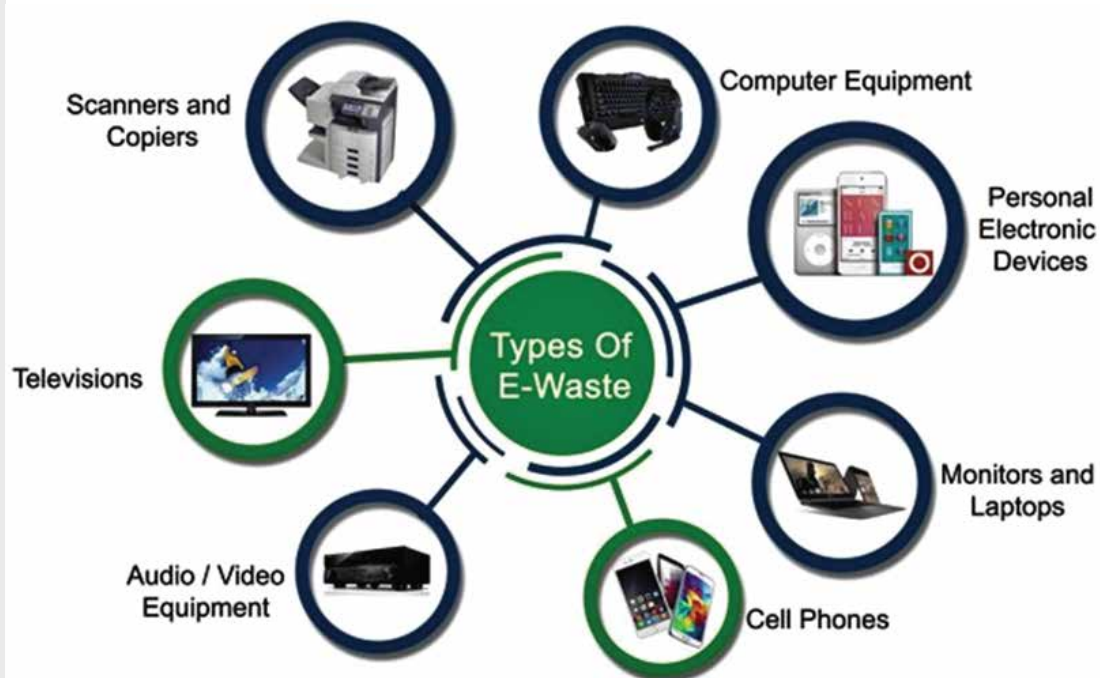 Types Of
E-Waste
Scanners and
Copiers
Computer Equipment
Personal
Electronic
Devices
Monitors and
Laptops
Cell Phones
Audio / Video
Equipment
Televisions